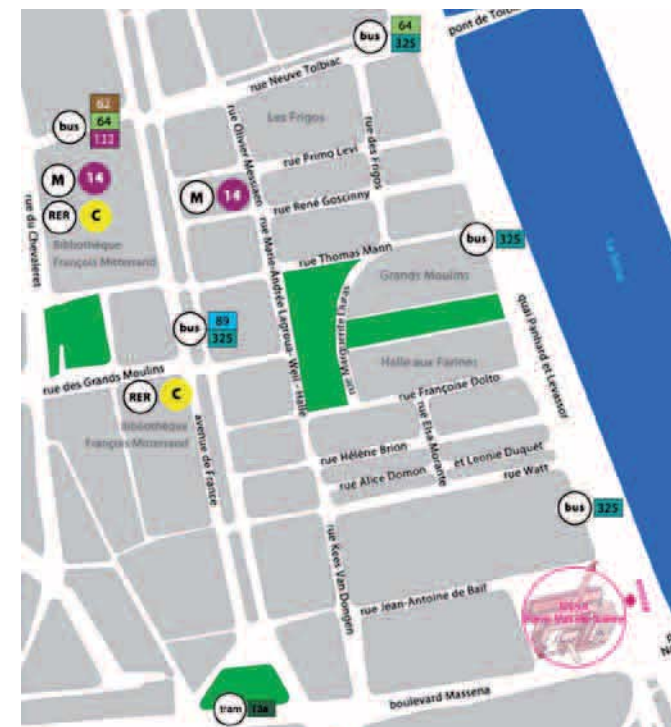 bus
64
325
pont de
rue Neuve Tolbiac
62
64
132
bus
Les Frigos
rue Olivier Messiaen
rue des Frigos
rue Primo Levi
M
14
M
14
RER
C
rue du Chevaleret
Bibliothèque
François Mitterrand
rue René Goscinny
rue Thomas Mann
bus
325
Grands Moulins
rue Marie-Andrée Lagroua-Weill-Halle
rue Marguerite Duras
La Seine
quai Panhard et Levassor
bus
89
325
Halle aux Farines
rue des Grands Moulins
RER
C
Bibliothèque
François Mitterrand
avenue de France
rue Françoise Dolto
rue Elsa Morante
rue Hélène Brion
et Leonie Duquet
rue Alice Domon
rue Watt
bus
325
rue Kees Van Dongen
rue Jean-Antoine de Baïf
boulevard Massena
tram